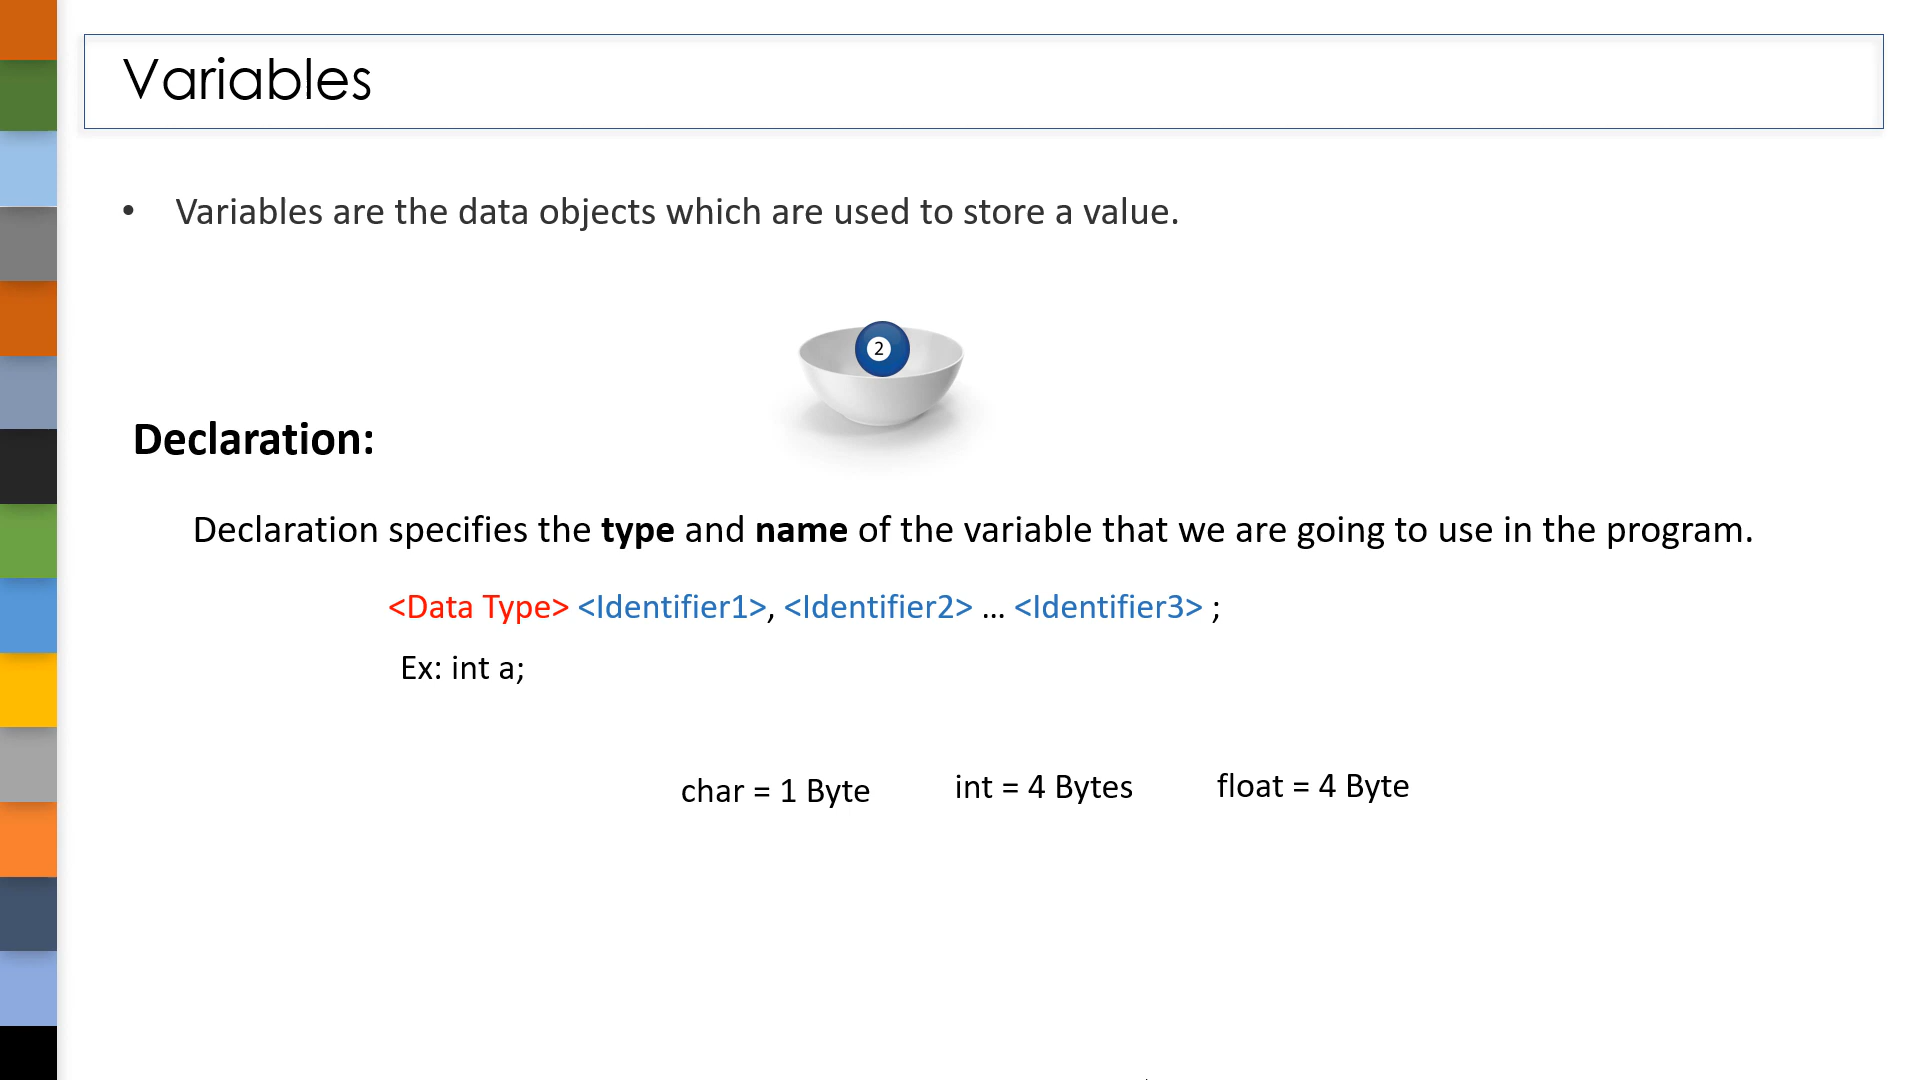 Variables
• Variables are the data objects which are used to store a value.
2
Declaration:
Declaration specifies the type and name of the variable that we are going to use in the program.
<Data Type> <Identifier1>, <Identifier2> ... <Identifier3> ;
Ex: int a;
char = 1 Byte int = 4 Bytes float = 4 Byte